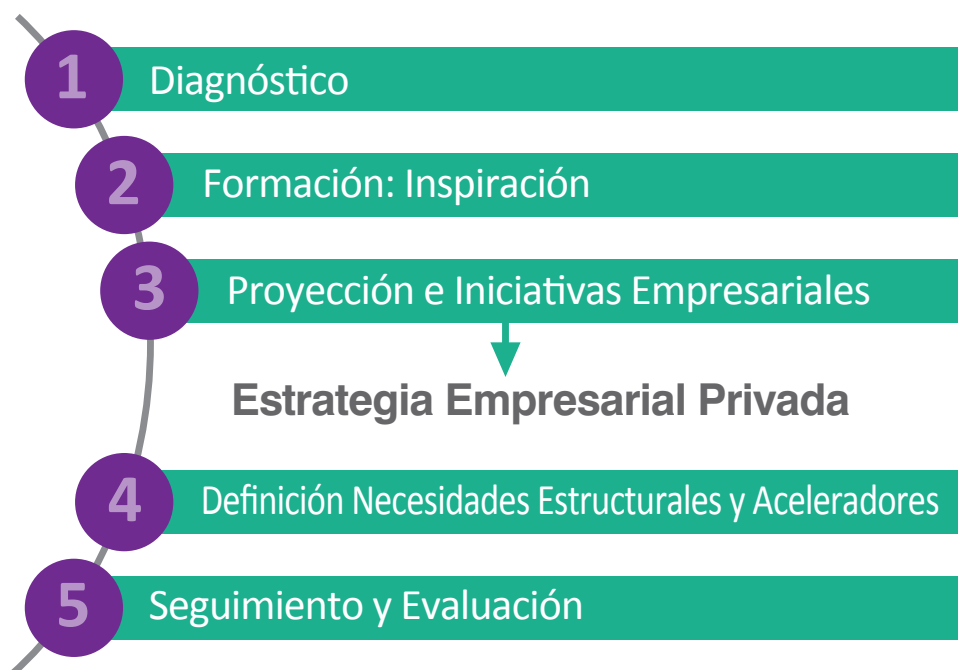 1 Diagnóstico
2 Formación: Inspiración
3 Proyección e Iniciativas Empresariales
Estrategia Empresarial Privada
4 Definición Necesidades Estructurales y Aceleradores
5 Seguimiento y Evaluación